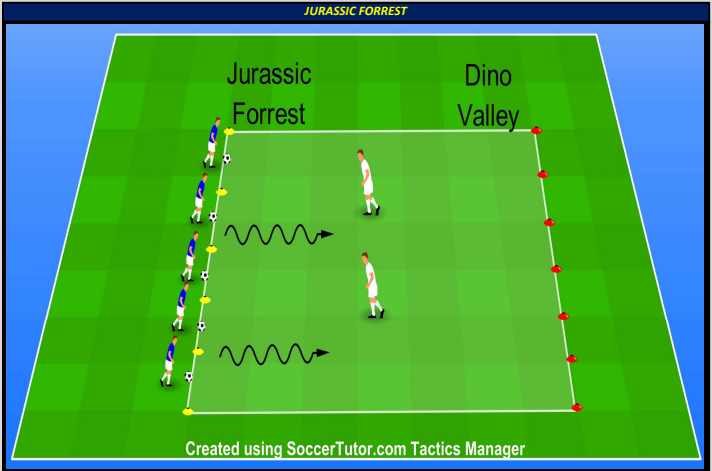 JURASSIC FORREST
Jurassic
Forrest
Dino
Valley
Created using SoccerTutor.com Tactics Manager